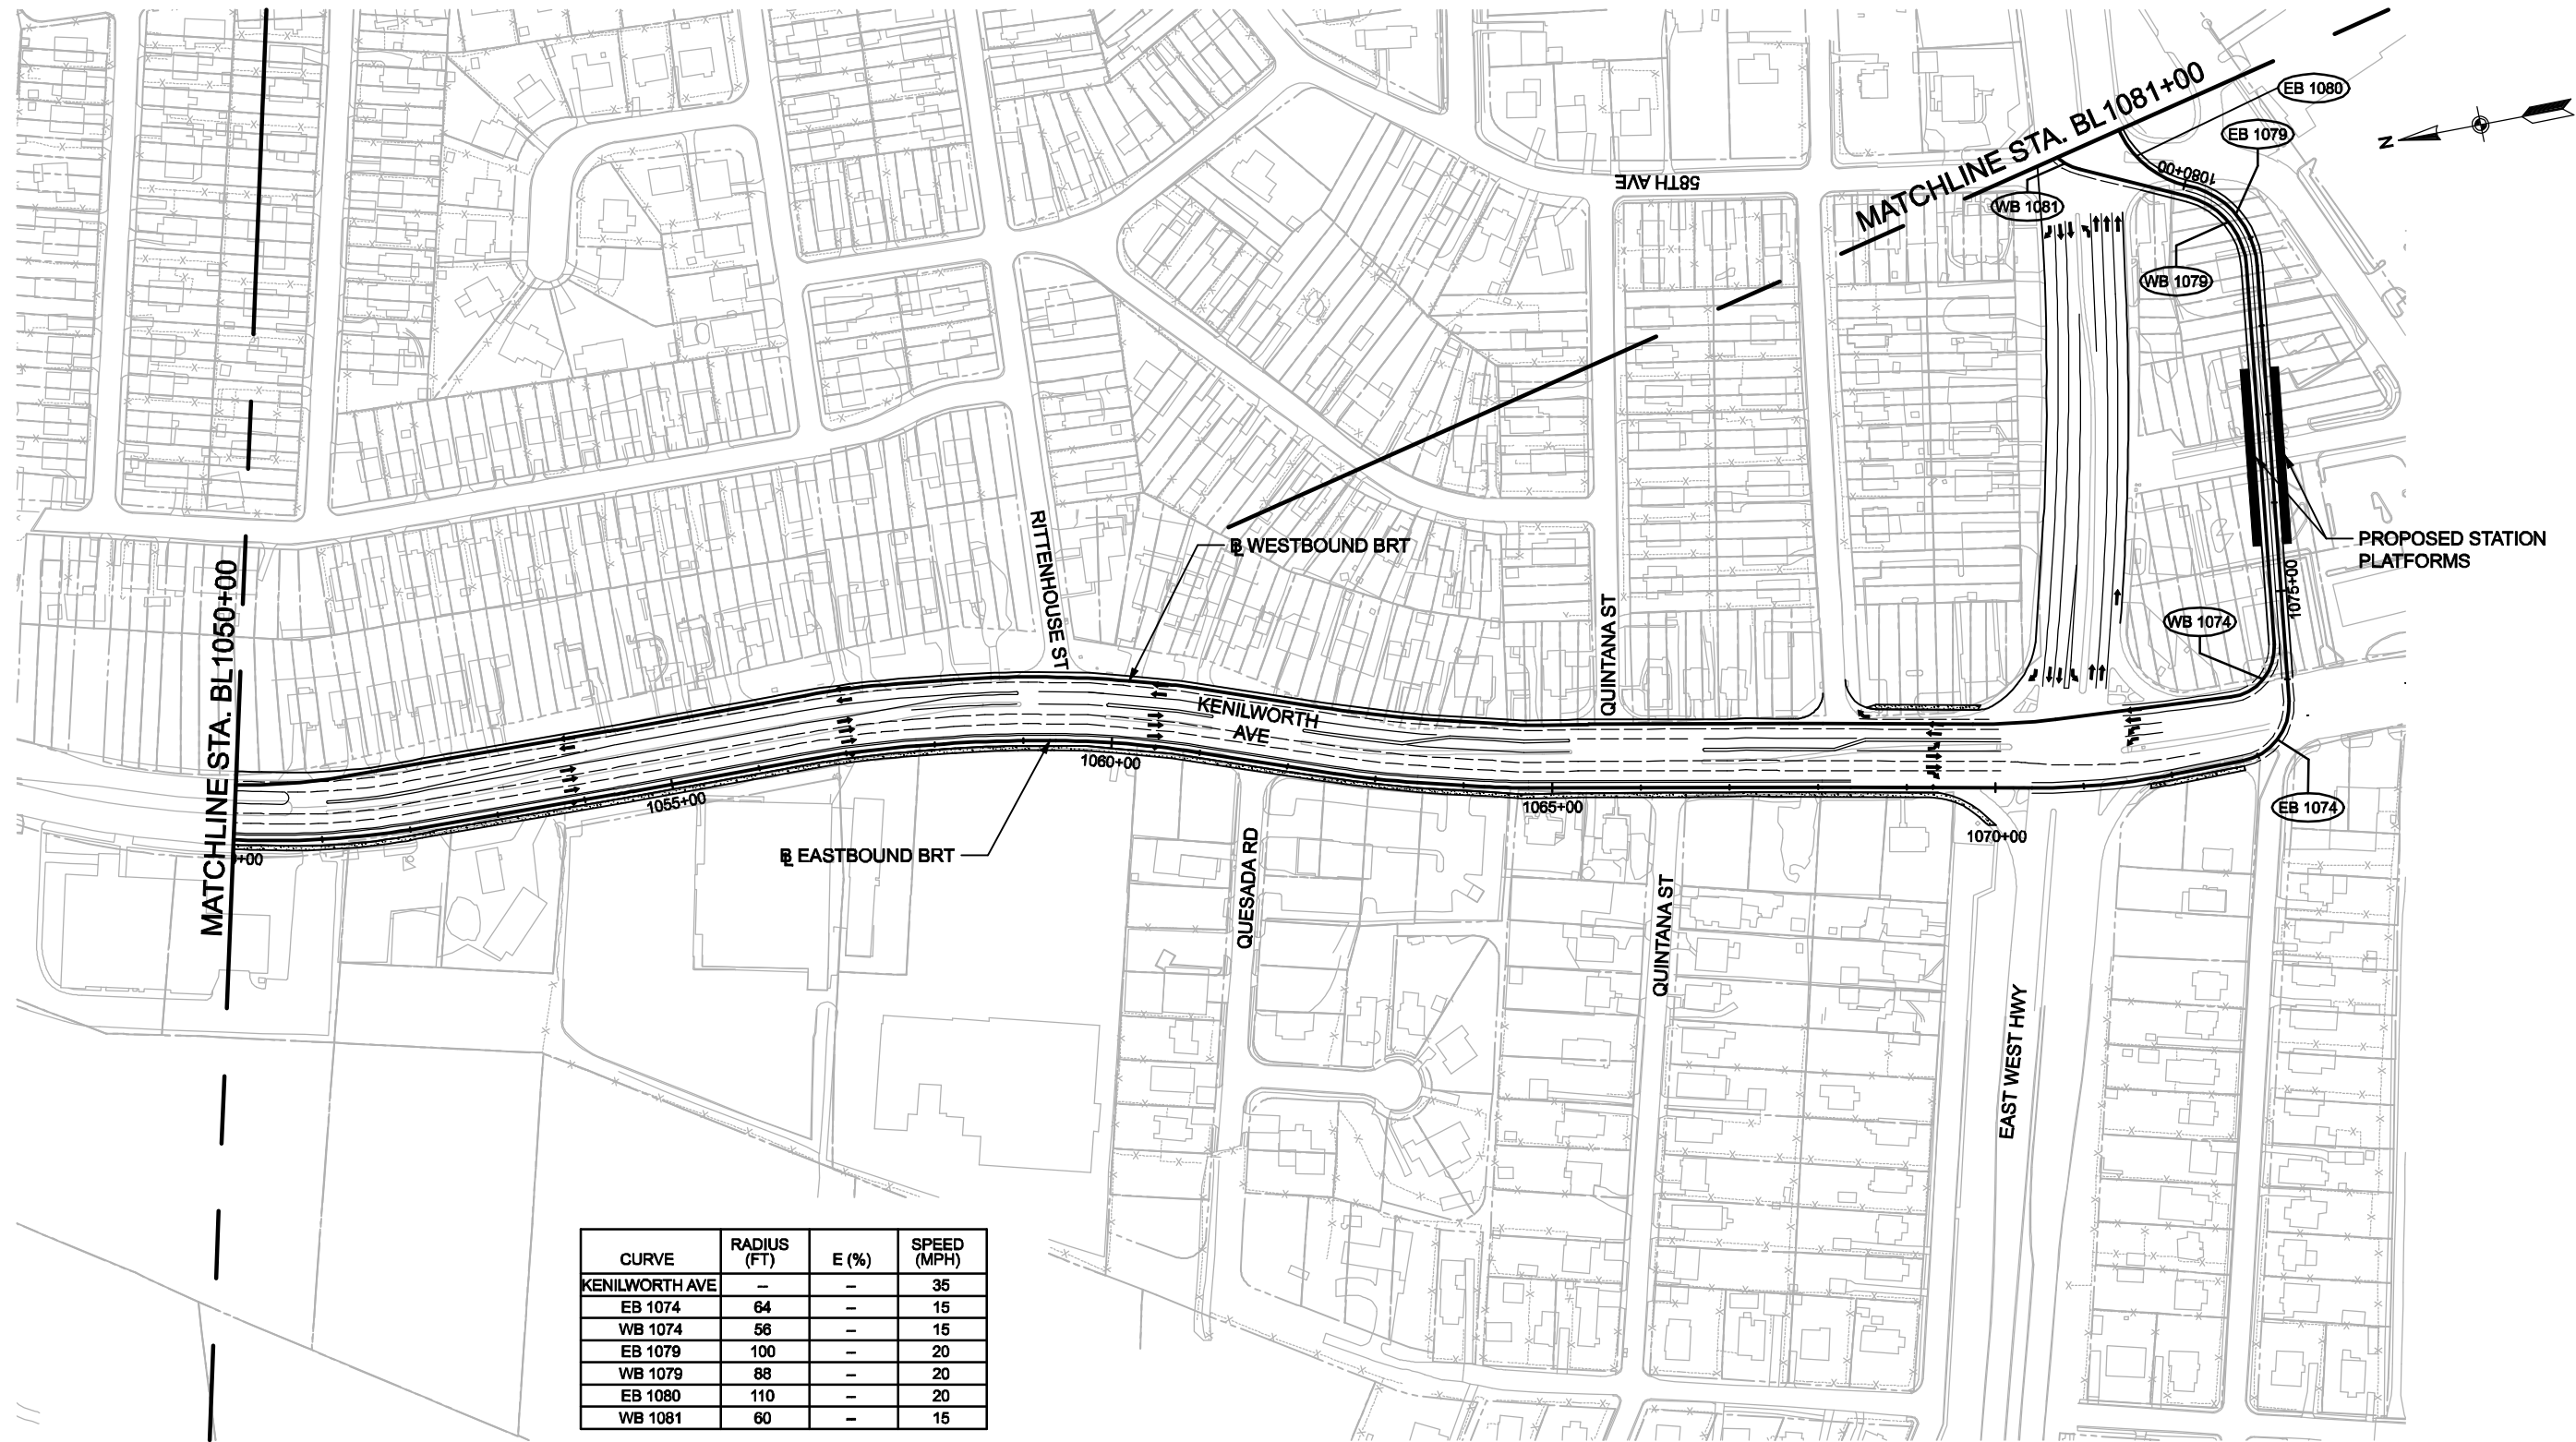 MATCHLINE STA. BL1081+00
EB 1080
EB 1079
N
1080+00
58TH AVE
WB 1081
WB 1079
RITTENHOUSE ST
BL WESTBOUND BRT
PROPOSED STATION
PLATFORMS
MATCHLINE STA. BL1050+00
1075+00
WB 1074
QUINTANA ST
KENILWORTH
AVE
1060+00
1055+00
1065+00
EB 1074
1070+00
+00
BL EASTBOUND BRT
QUESADA RD
QUINTANA ST
EAST WEST HWY
CURVE RADIUS (FT) E (%) SPEED (MPH)
KENILWORTH AVE – – 35
EB 1074 64 – 15
WB 1074 56 – 15
EB 1079 100 – 20
WB 1079 88 – 20
EB 1080 110 – 20
WB 1081 60 – 15